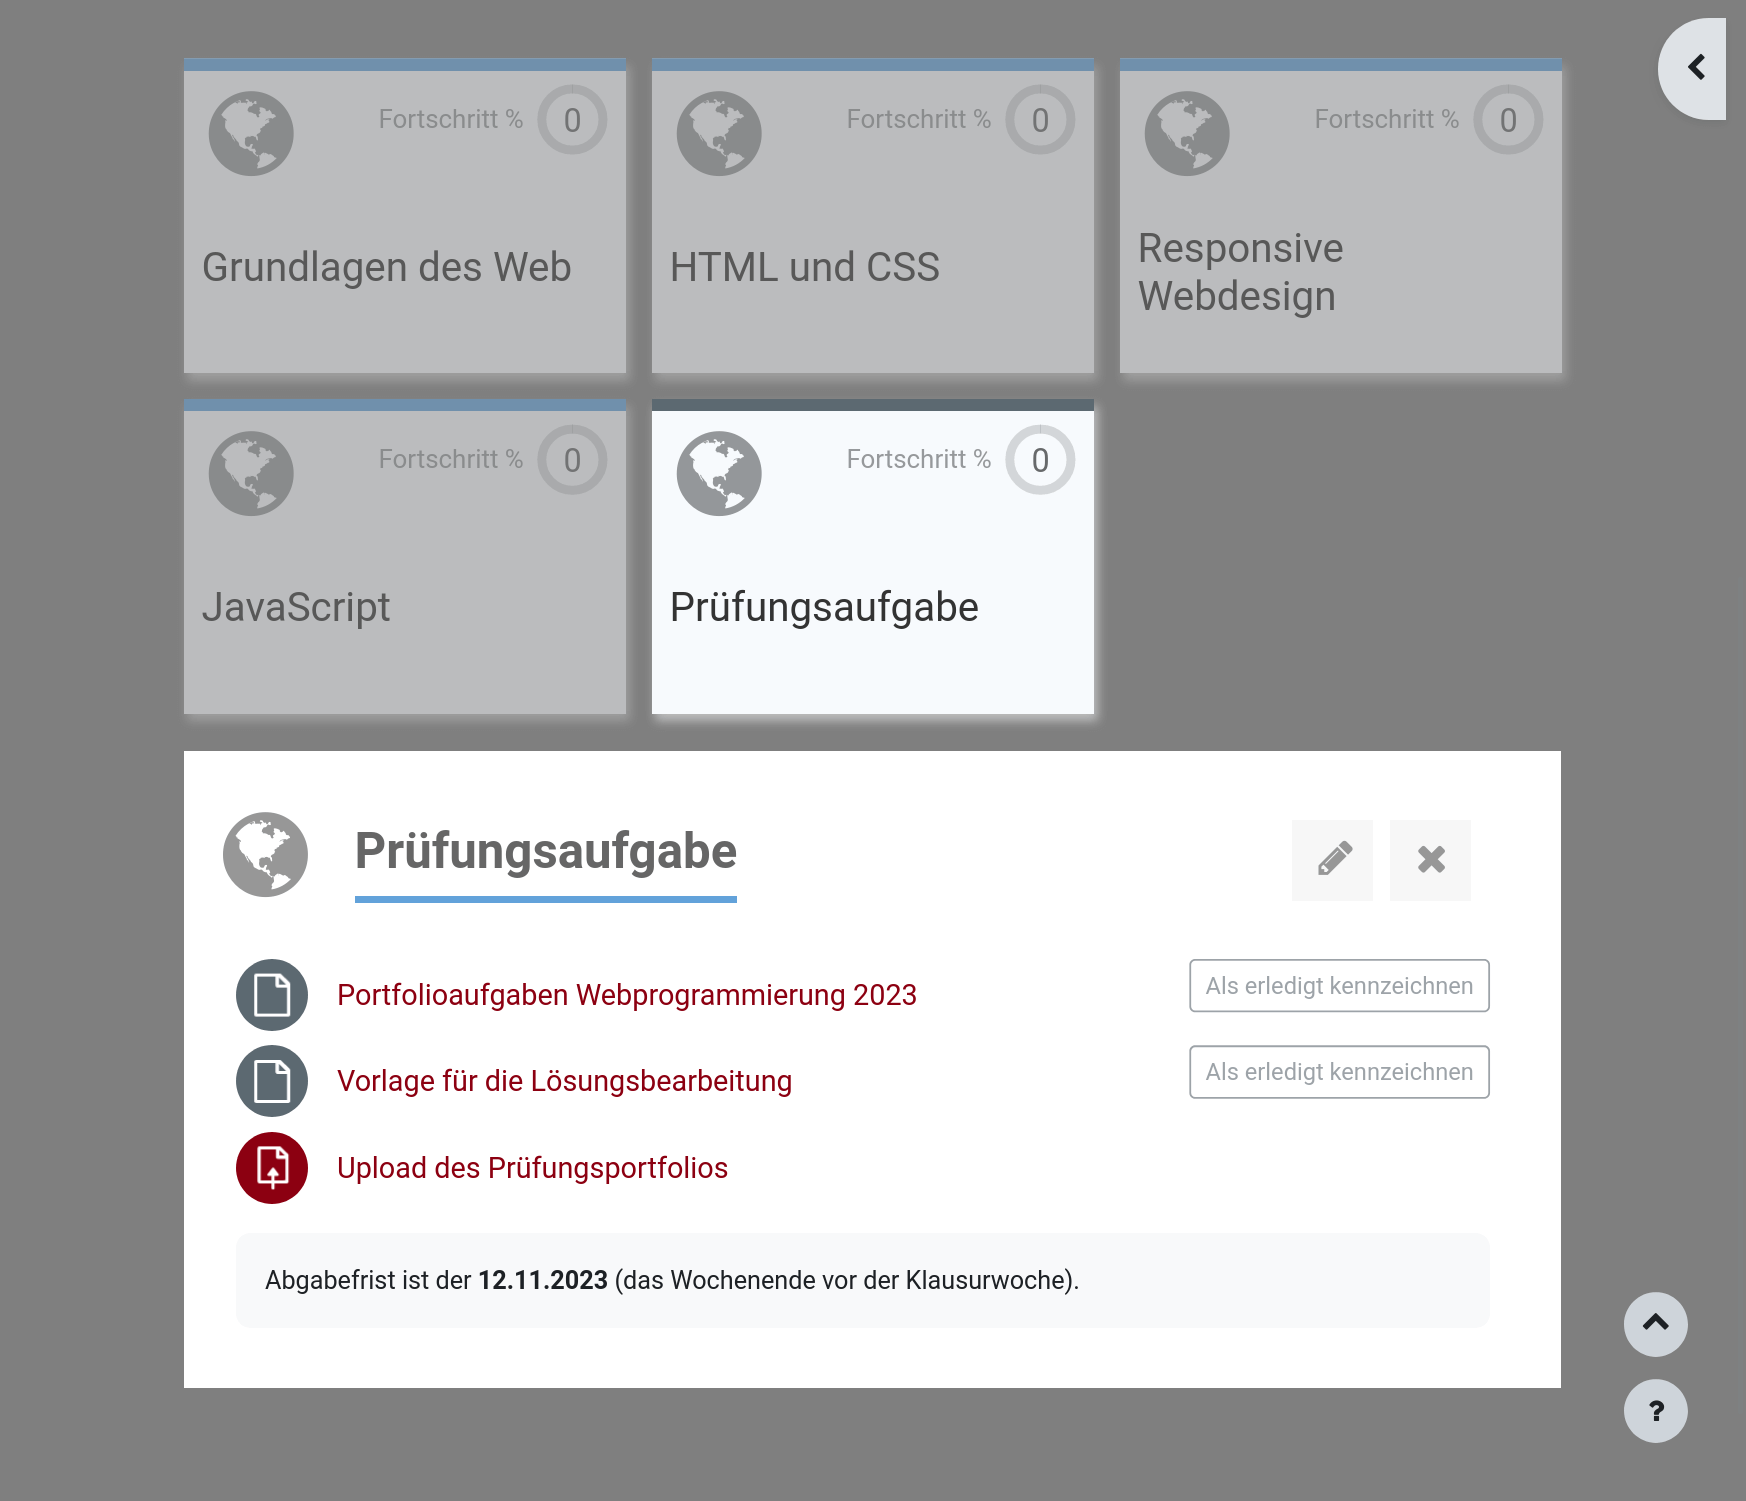 Fortschritt % 0
Grundlagen des Web
Fortschritt % 0
HTML und CSS
Fortschritt % 0
Responsive
Webdesign
Fortschritt % 0
JavaScript
Fortschritt % 0
Prüfungsaufgabe
Prüfungsaufgabe
Portfolioaufgaben Webprogrammierung 2023
Als erledigt kennzeichnen
Vorlage für die Lösungsbearbeitung
Als erledigt kennzeichnen
Upload des Prüfungsportfolios
Abgabefrist ist der 12.11.2023 (das Wochenende vor der Klausurwoche).
?